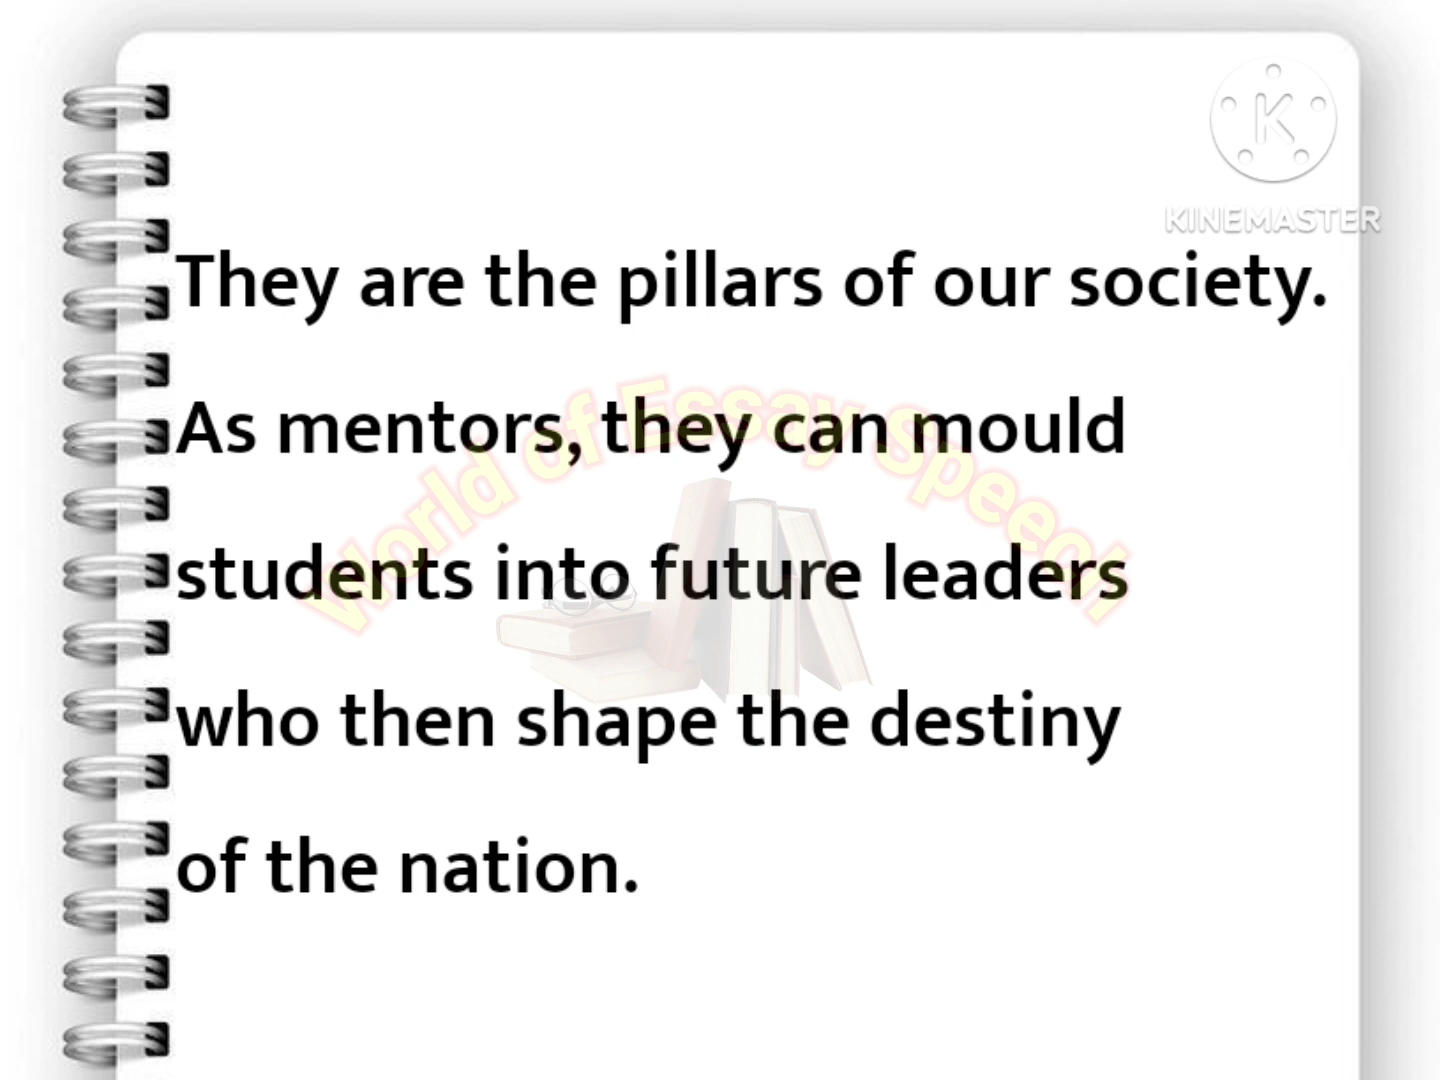 KINEMASTER
They are the pillars of our society.
As mentors, they can mould
World of Essay Speech
students into future leaders
who then shape the destiny
of the nation.